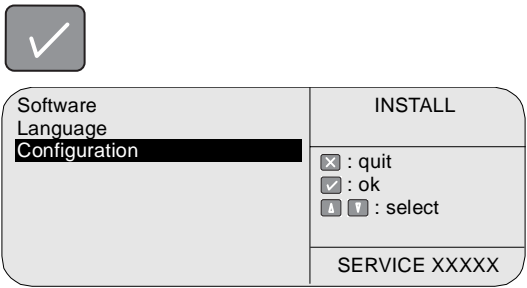 Software
Language
Configuration
INSTALL
: quit
: ok
: select
SERVICE XXXXX